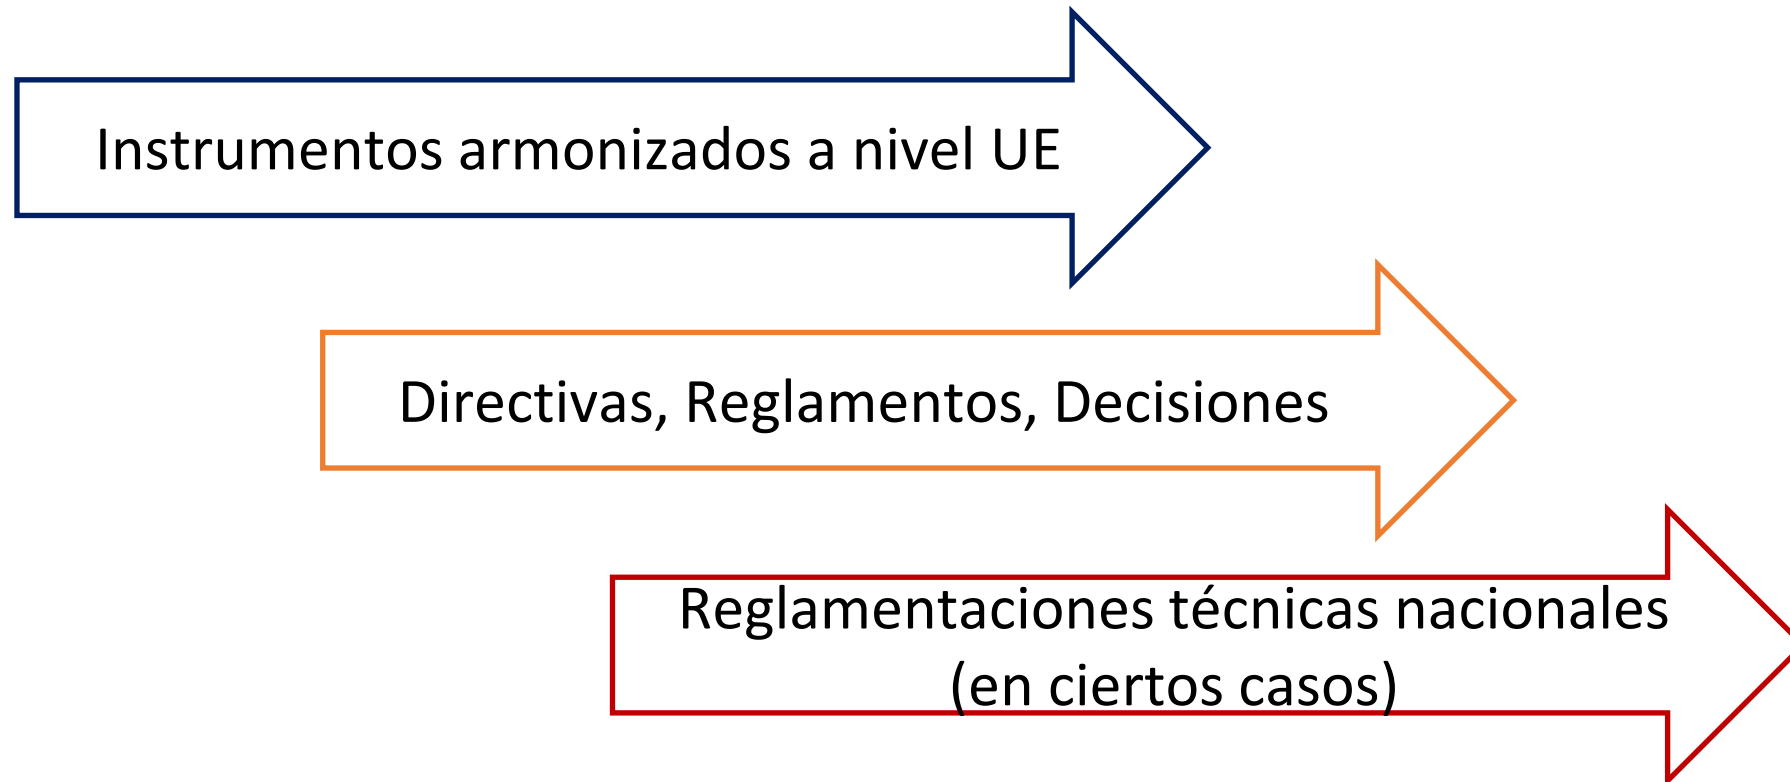 Instrumentos armonizados a nivel UE
Directivas, Reglamentos, Decisiones
Reglamentaciones técnicas nacionales
(en ciertos casos)